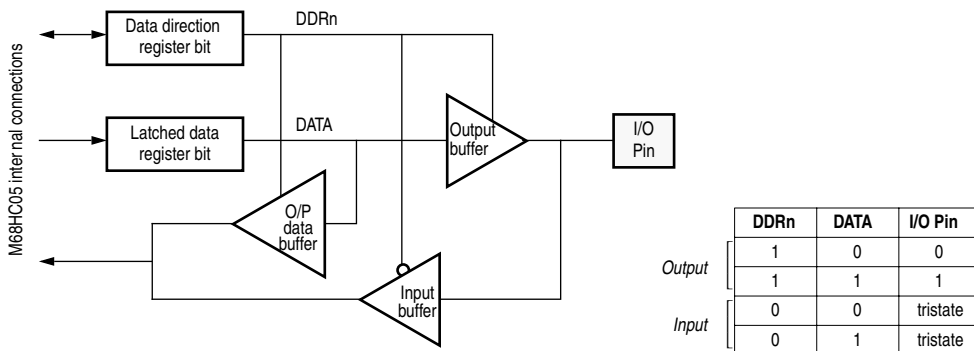 M68HC05 internal connections
Data direction
register bit
DDRn
Latched data
register bit
DATA
Output
buffer
I/O
Pin
O/P
data
buffer
Input
buffer
DDRn DATA I/O Pin
Output
1 0 0
1 1 1
Input
0 0 tristate
0 1 tristate